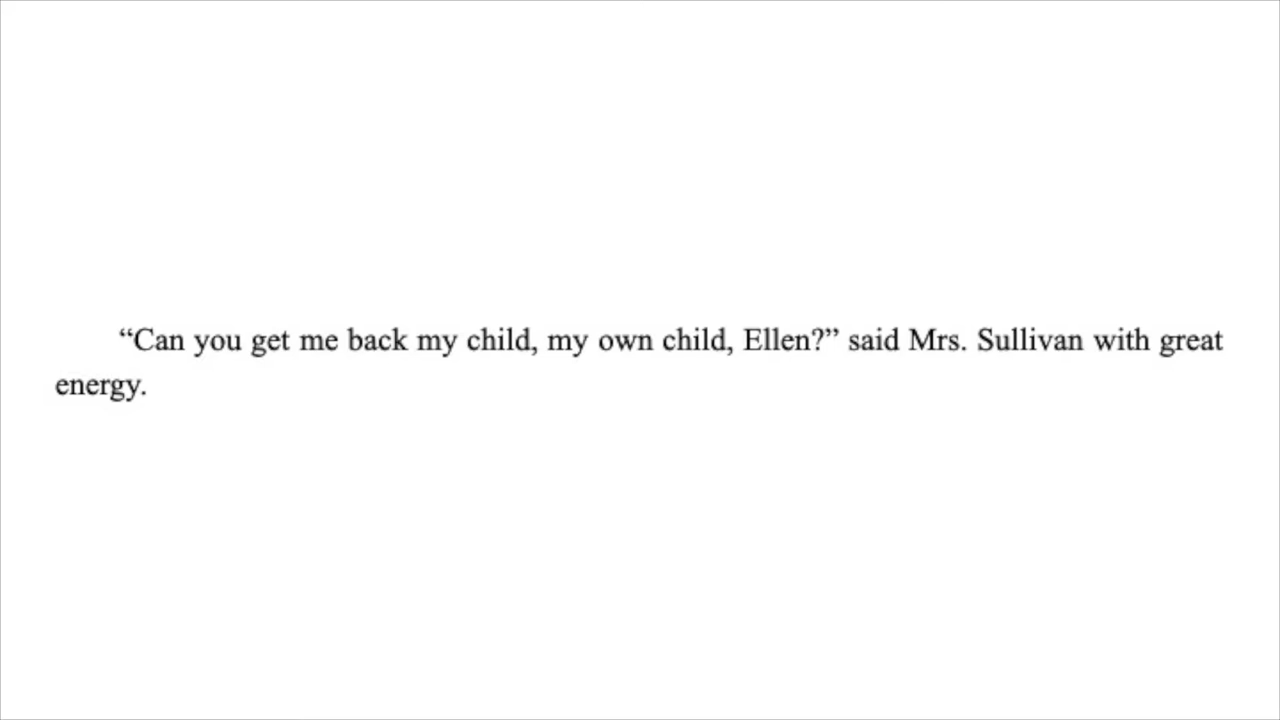 “Can you get me back my child, my own child, Ellen?” said Mrs. Sullivan with great
energy.